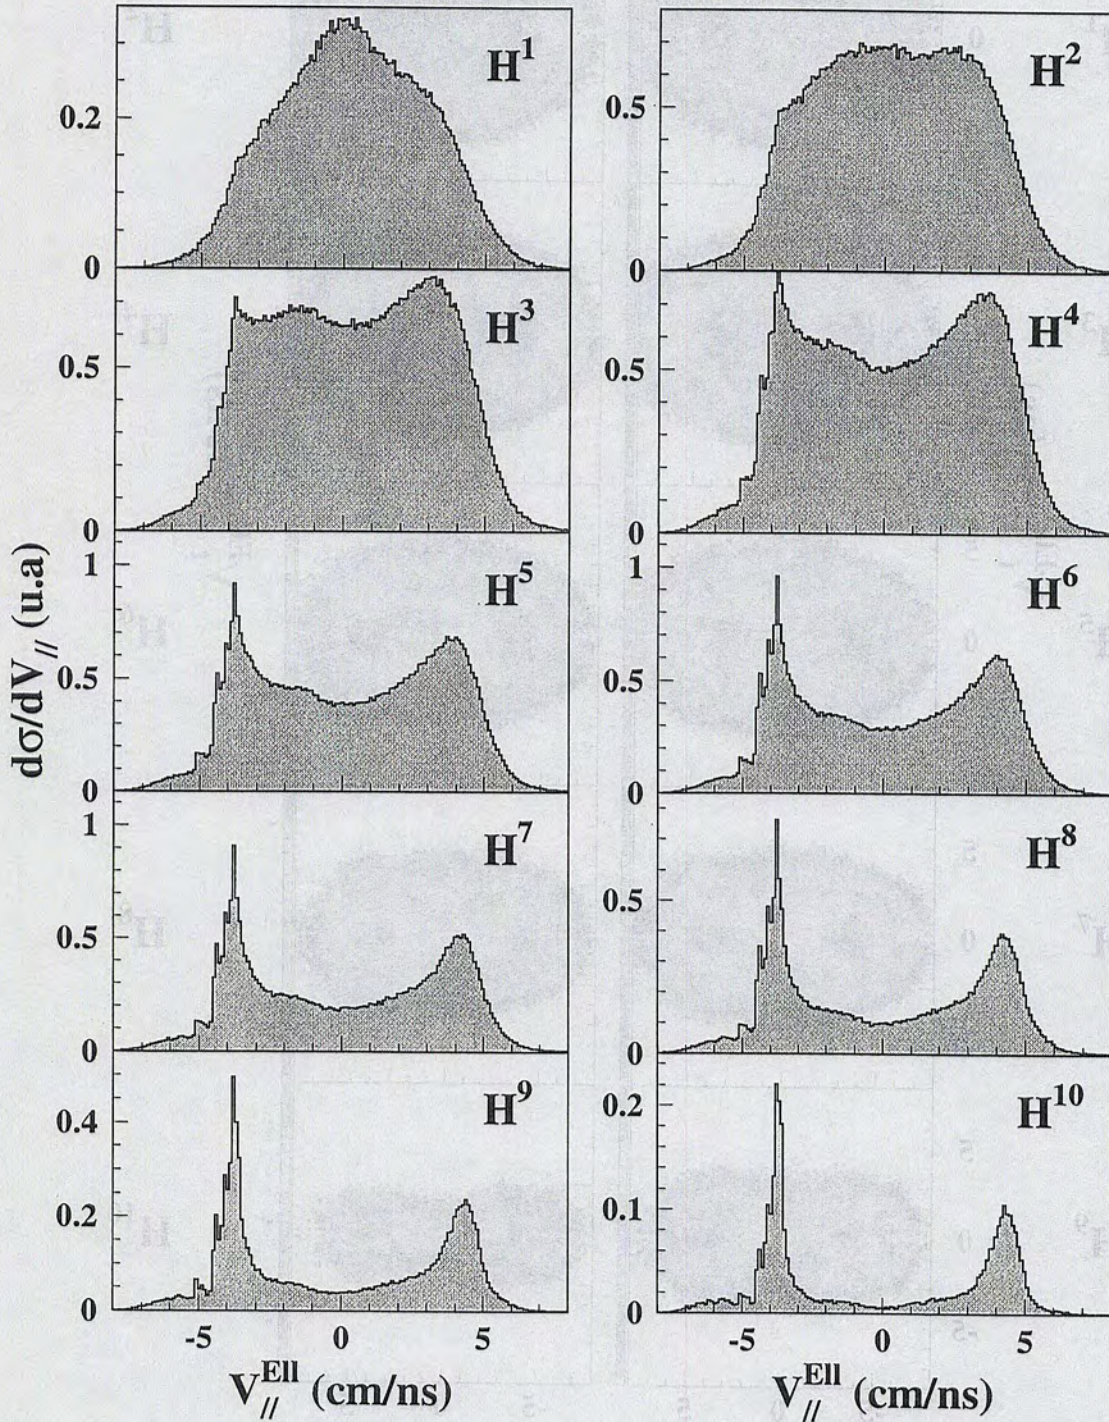 H¹ H²
0.2 0.5
0 0
H³ H⁴
0.5 0.5
0 0
dσ/dV// (u.a)
1 H⁵ 1 H⁶
0.5 0.5
0 0
1 H⁷ H⁸
0.5 0.5
0 0
H⁹ H¹⁰
0.4 0.2
0.2 0.1
0 0
-5 0 5 -5 0 5
V//^Ell (cm/ns) V//^Ell (cm/ns)